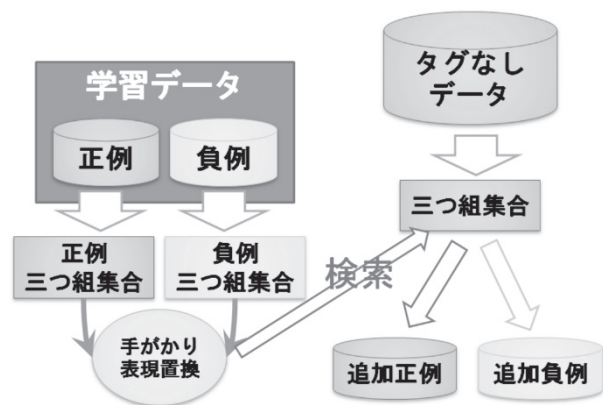 学習データ
正例
負例
正例
三つ組集合
負例
三つ組集合
手がかり
表現置換
検索
タグなし
データ
三つ組集合
追加正例
追加負例